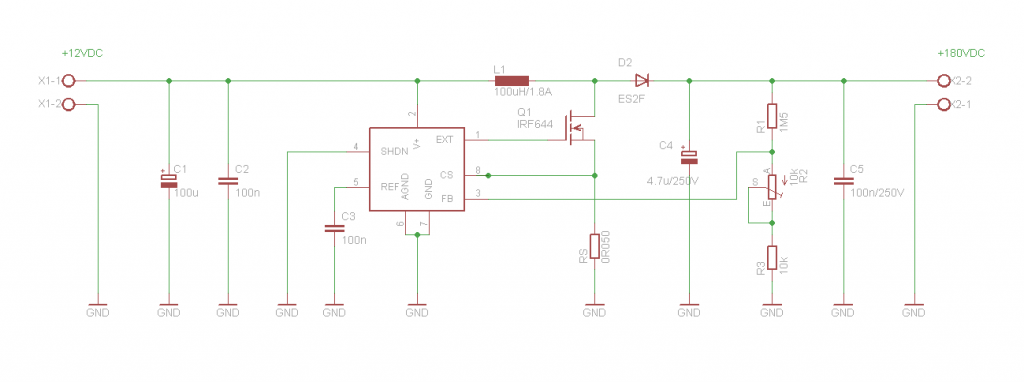 +12VDC
+180VDC
X1-1
X1-2
L1
100uH/1.8A
D2
ES2F
X2-2
X2-1
Q1
IRF644
2
V+
EXT
1
4
SHDN
CS
8
5
REF
FB
3
AGND
GND
6
7
C1
100u
C2
100n
C3
100n
C4
4.7u/250V
R1
1M5
A
S
E
10k
R2
C5
100n/250V
RS
0R050
R3
10k
GND
GND
GND
GND
GND
GND
GND
GND
GND
GND
GND